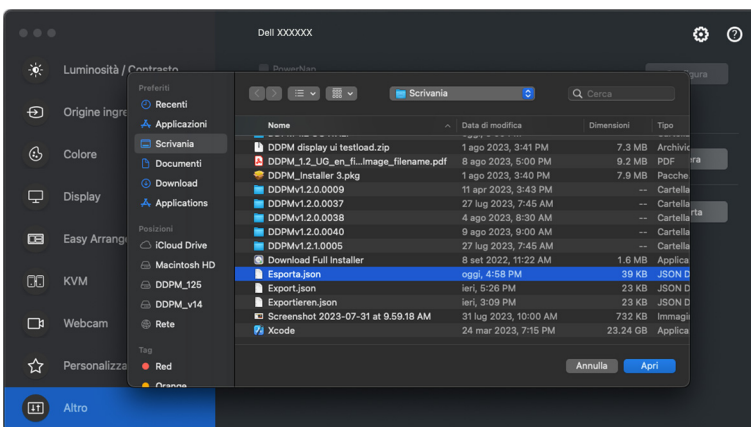 Dell XXXXXX
Luminosità / Contrasto
Origine ingre
Colore
Display
Easy Arrange
KVM
Webcam
Personalizza
Altro
PowerNap
gura
era
rta
Preferiti
Recenti
Applicazioni
Scrivania
Documenti
Download
Applications
Posizioni
iCloud Drive
Macintosh HD
DDPM_125
DDPM_v14
Rete
Tag
Red
Orange
Scrivania
Cerca
Nome Data di modifica Dimensioni Tipo
DDPM display ui testload.zip 1 ago 2023, 3:41 PM 7.3 MB Archivio
DDPM_1.2_UG_en_fi...Image_filename.pdf 8 ago 2023, 5:00 PM 9.2 MB PDF
DDPM_Installer 3.pkg 1 ago 2023, 3:40 PM 7.9 MB Pacche
DDPMv1.2.0.0009 11 apr 2023, 3:43 PM -- Cartella
DDPMv1.2.0.0037 27 lug 2023, 7:45 AM -- Cartella
DDPMv1.2.0.0038 4 ago 2023, 8:30 AM -- Cartella
DDPMv1.2.0.0040 9 ago 2023, 9:00 AM -- Cartella
DDPMv1.2.1.0005 27 lug 2023, 7:45 AM -- Cartella
Download Full Installer 8 set 2022, 11:22 AM 1.6 MB Applica
Esporta.json oggi, 4:58 PM 39 KB JSON D
Export.json ieri, 5:26 PM 23 KB JSON D
Exportieren.json ieri, 3:09 PM 23 KB JSON D
Screenshot 2023-07-31 at 9.59.18 AM 31 lug 2023, 10:00 AM 732 KB Immagi
Xcode 24 mar 2023, 7:15 PM 23.24 GB Applica
Annulla Apri